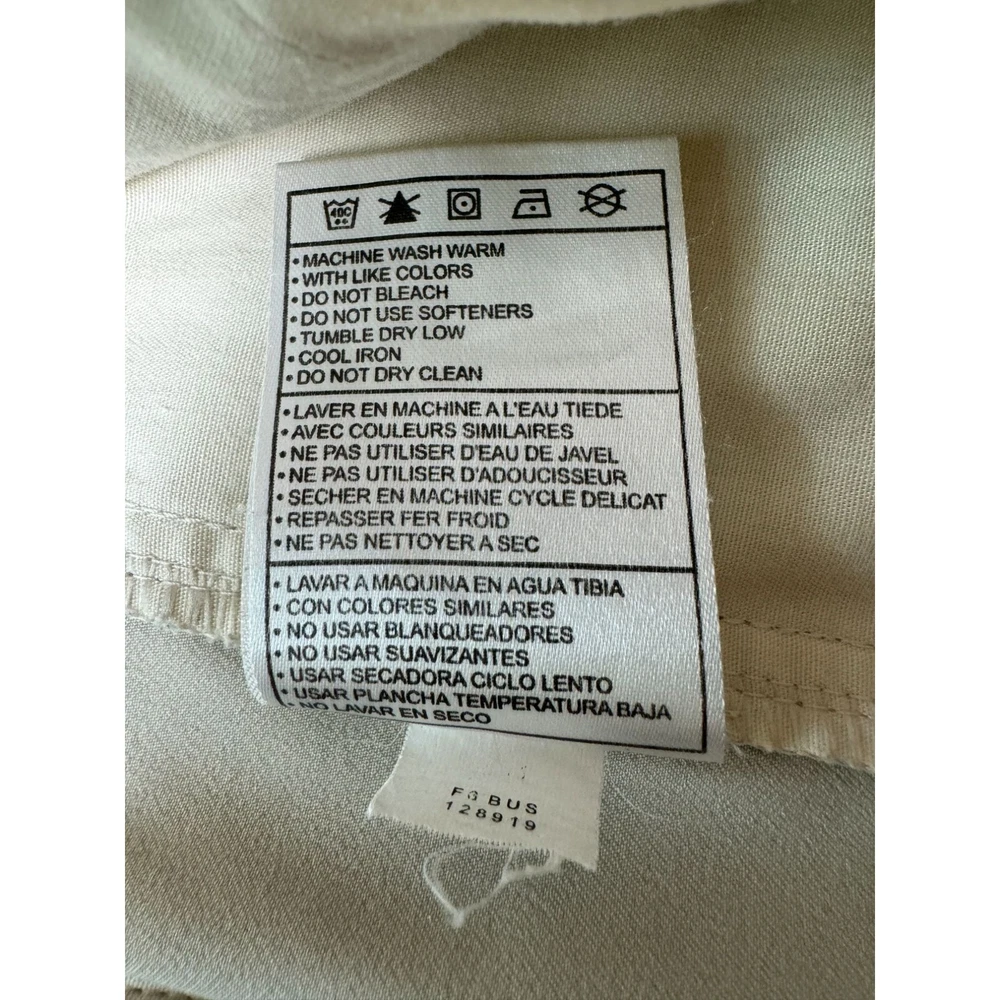 40C
• MACHINE WASH WARM
• WITH LIKE COLORS
• DO NOT BLEACH
• DO NOT USE SOFTENERS
• TUMBLE DRY LOW
• COOL IRON
• DO NOT DRY CLEAN
• LAVER EN MACHINE A L'EAU TIEDE
• AVEC COULEURS SIMILAIRES
• NE PAS UTILISER D'EAU DE JAVEL
• NE PAS UTILISER D'ADOUCISSEUR
• SECHER EN MACHINE CYCLE DELICAT
• REPASSER FER FROID
• NE PAS NETTOYER A SEC
• LAVAR A MAQUINA EN AGUA TIBIA
• CON COLORES SIMILARES
• NO USAR BLANQUEADORES
• NO USAR SUAVIZANTES
• USAR SECADORA CICLO LENTO
• USAR PLANCHA TEMPERATURA BAJA
• NO LAVAR EN SECO
BUS
128919